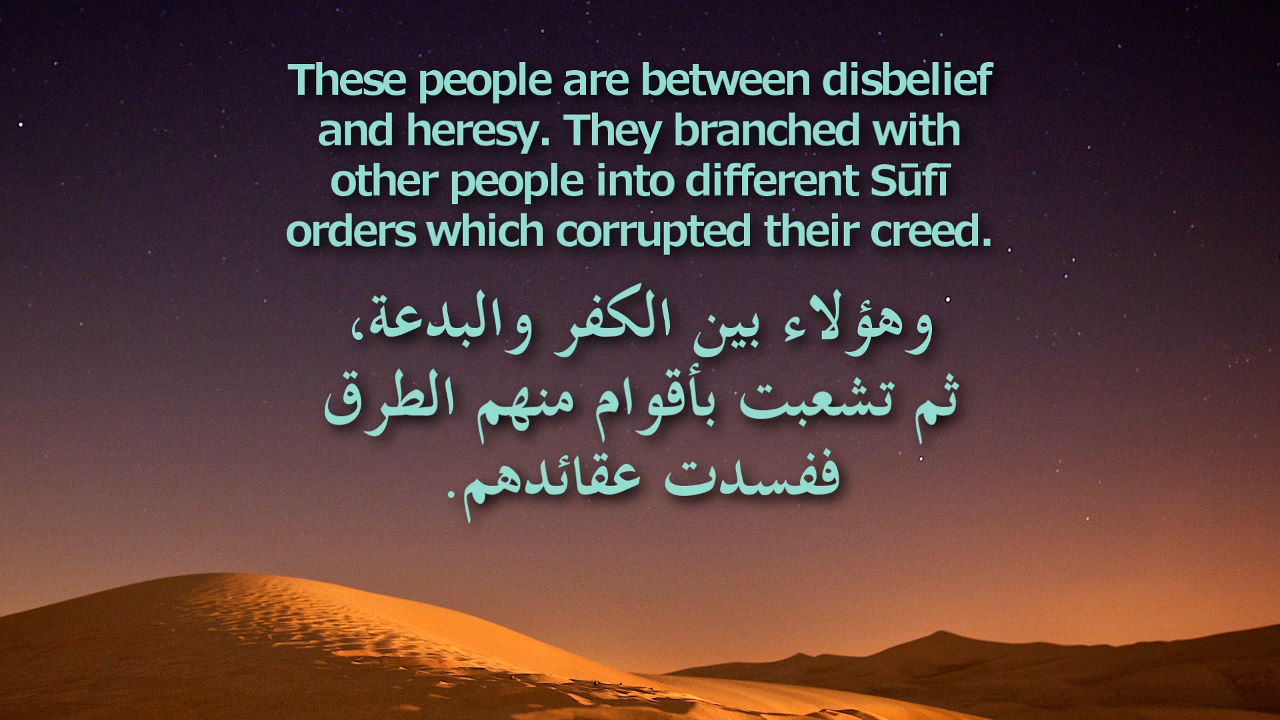 These people are between disbelief
and heresy. They branched with
other people into different Sūfī
orders which corrupted their creed.
وهؤلاء بين الكفر والبدعة،
ثم تشعبت بأقوام منهم الطرق
ففسدت عقائدهم.